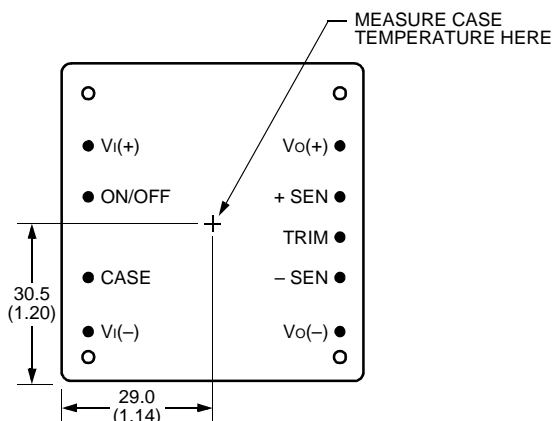 MEASURE CASE
TEMPERATURE HERE
VI(+)
VO(+)
ON/OFF
+ SEN
TRIM
CASE
– SEN
30.5
(1.20)
VI(–)
VO(–)
29.0
(1.14)